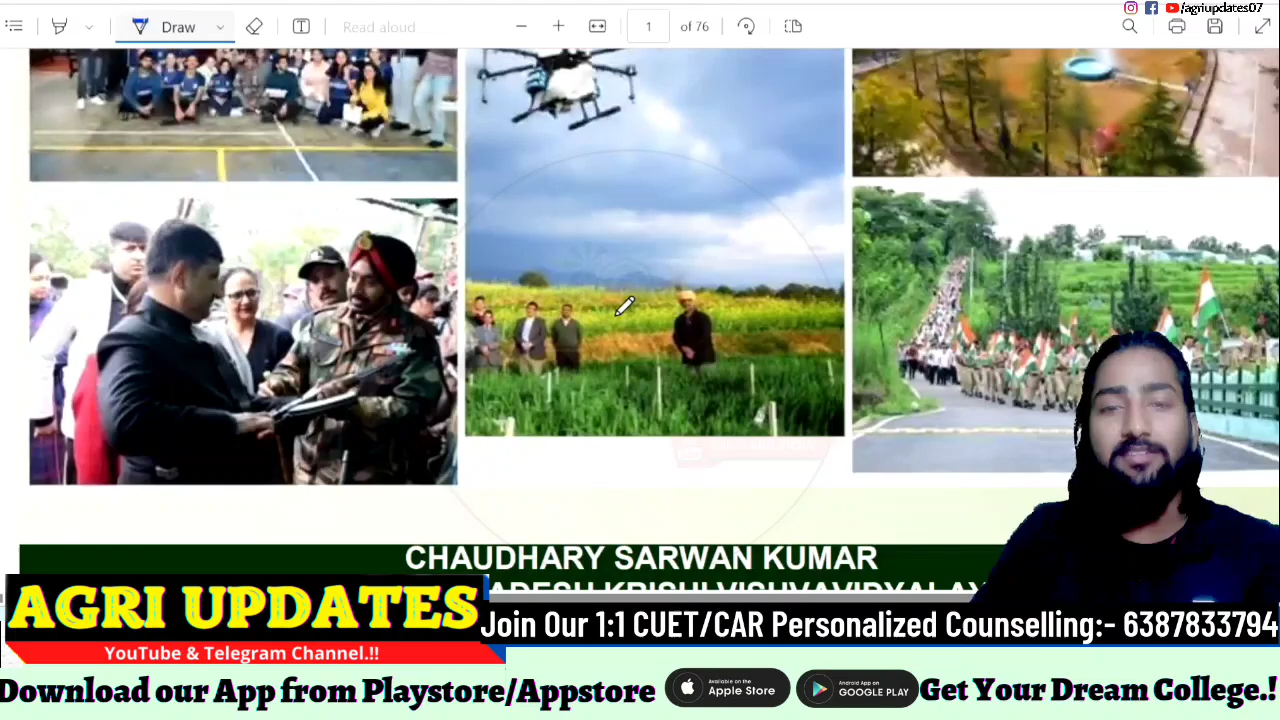 /agriupdates07
Draw
Read aloud
1
of 76
CHAUDHARY SARWAN KUMAR
KRISHI VISHVAVIDYALAY
AGRI UPDATES
YouTube & Telegram Channel.!!
Join Our 1:1 CUET/CAR Personalized Counselling:- 6387833794
Download our App from Playstore/Appstore
Available on the
Apple Store
Android App on
GOOGLE PLAY
Get Your Dream College.!